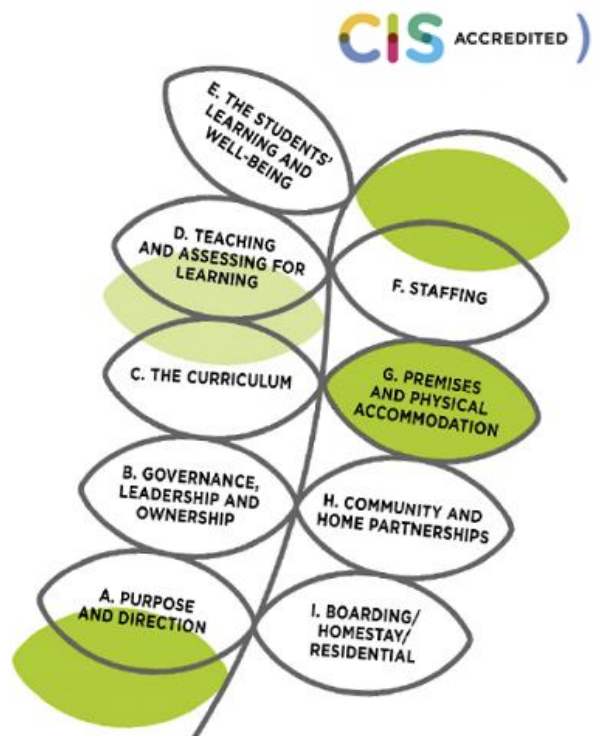 CIS ACCREDITED
E. THE STUDENTS'
LEARNING AND
WELL-BEING
D. TEACHING
AND ASSESSING FOR
LEARNING
F. STAFFING
C. THE CURRICULUM
G. PREMISES
AND PHYSICAL
ACCOMMODATION
B. GOVERNANCE,
LEADERSHIP AND
OWNERSHIP
H. COMMUNITY AND
HOME PARTNERSHIPS
A. PURPOSE
AND DIRECTION
I. BOARDING/
HOMESTAY/
RESIDENTIAL